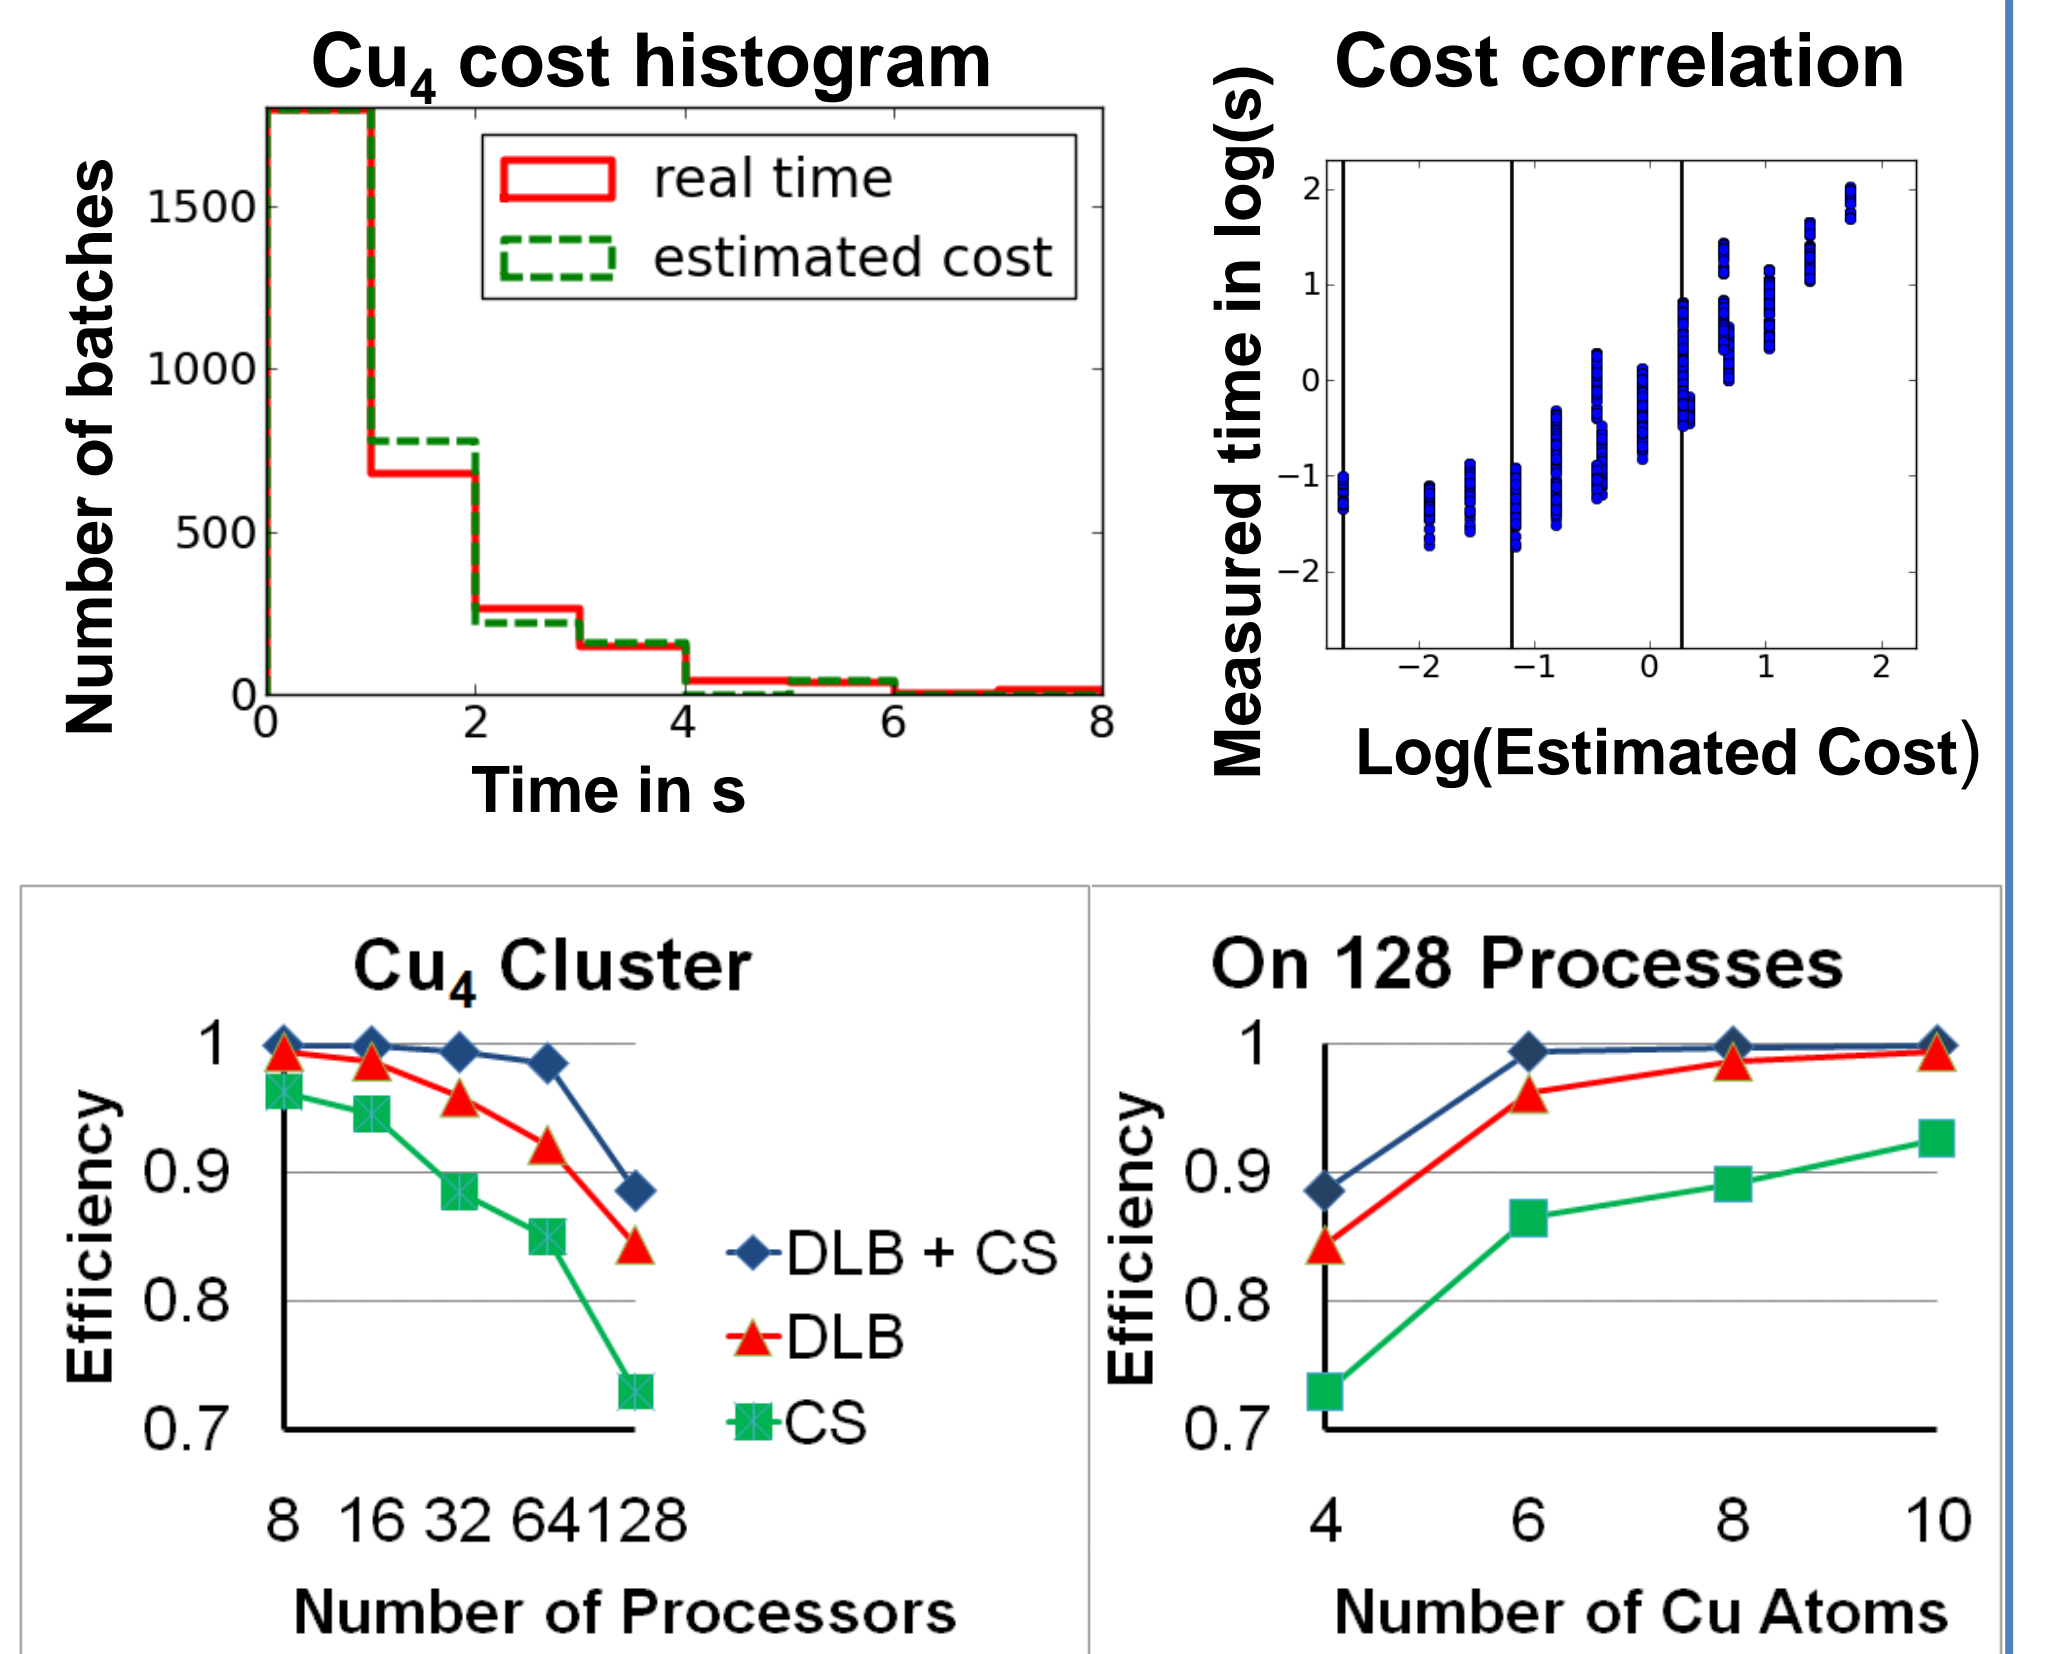 Cu4 cost histogram
Number of batches
1500
1000
500
0
real time
estimated cost
0 2 4 6 8
Time in s
Cost correlation
Measured time in log(s)
2
1
0
−1
−2
−2 −1 0 1 2
Log(Estimated Cost)
Cu4 Cluster
Efficiency
1
0.9
0.8
0.7
DLB + CS
DLB
CS
8 16 32 64 128
Number of Processors
On 128 Processes
Efficiency
1
0.9
0.8
0.7
4 6 8 10
Number of Cu Atoms